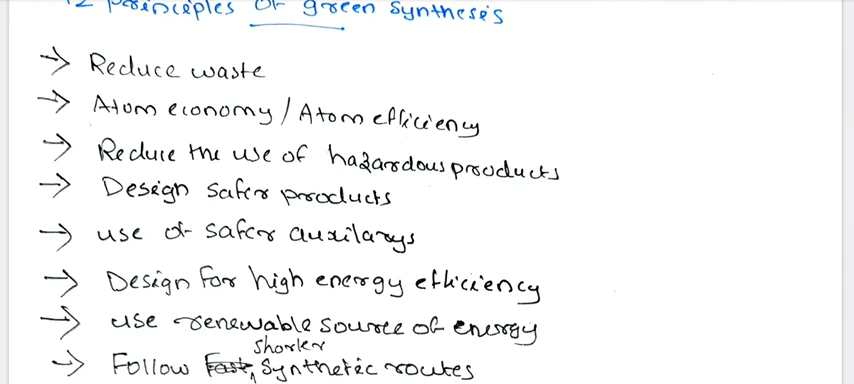 12 Principles of green Synthesis
→ Reduce waste
→ Atom economy / Atom efficiency
→ Reduce the use of hazardous products
→ Design safer products
→ use of safer auxilarys
→ Design for high energy efficiency
→ use renewable source of energy
shorter
→ Follow Fast, synthetic routes